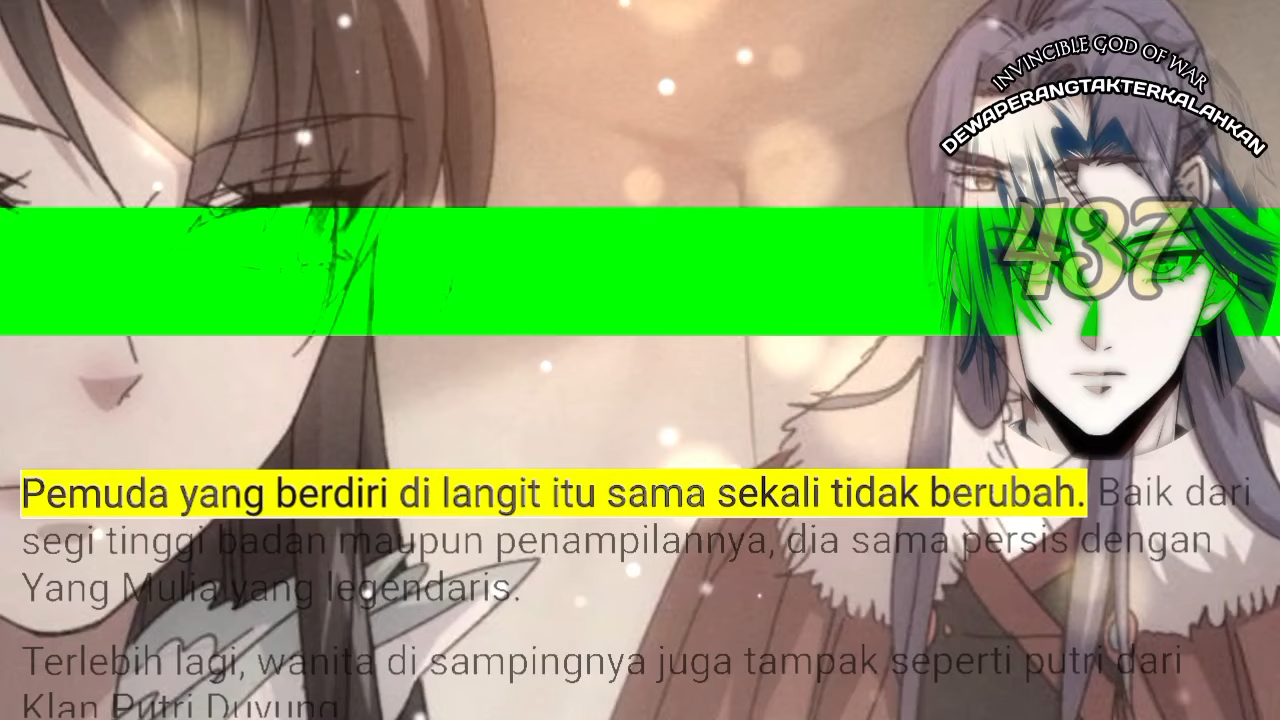 INVINCIBLE GOD OF WAR
DEWAPERANGTAKTERKALAHKAN
437
Pemuda yang berdiri di langit itu sama sekali tidak berubah. Baik dari
segi tinggi badan maupun penampilannya, dia sama persis dengan
Yang Mulia yang legendaris.
Terlebih lagi, wanita di sampingnya juga tampak seperti putri dari
Klan Putri Duyung